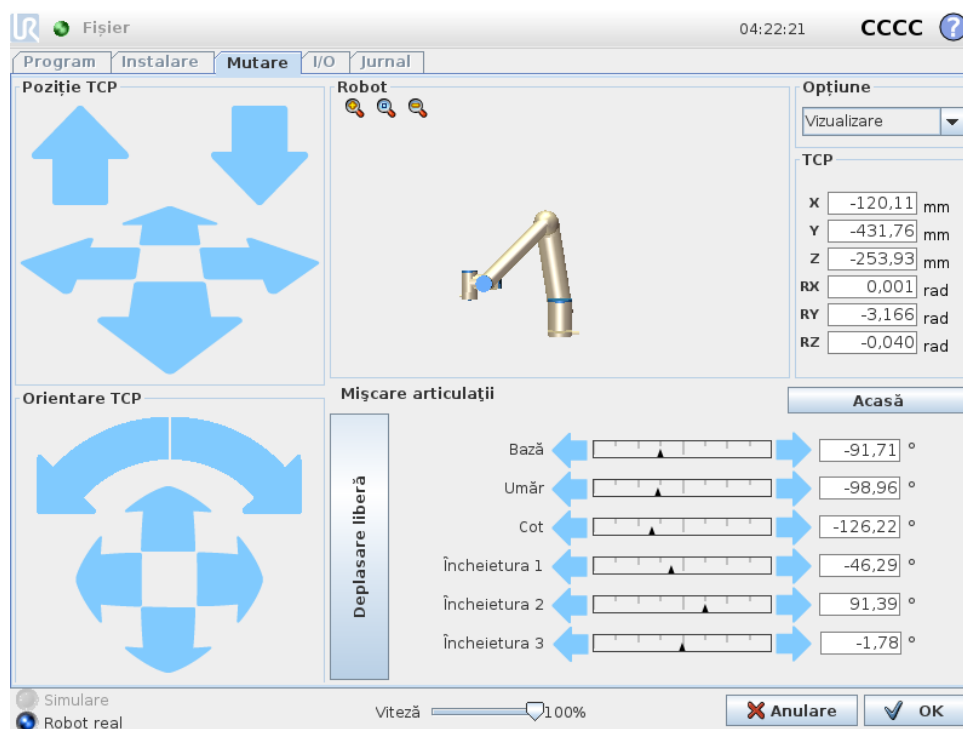 UR Fișier 04:22:21 CCCC ?
Program Instalare Mutare I/O Jurnal
Poziție TCP
Robot
Opțiune
Vizualizare
TCP
X -120,11 mm
Y -431,76 mm
Z -253,93 mm
RX 0,001 rad
RY -3,166 rad
RZ -0,040 rad
Orientare TCP
Mișcare articulații
Acasă
Deplasare liberă
Bază -91,71 °
Umăr -98,96 °
Cot -126,22 °
Încheietura 1 -46,29 °
Încheietura 2 91,39 °
Încheietura 3 -1,78 °
Simulare
Robot real
Viteză 100%
Anulare
OK